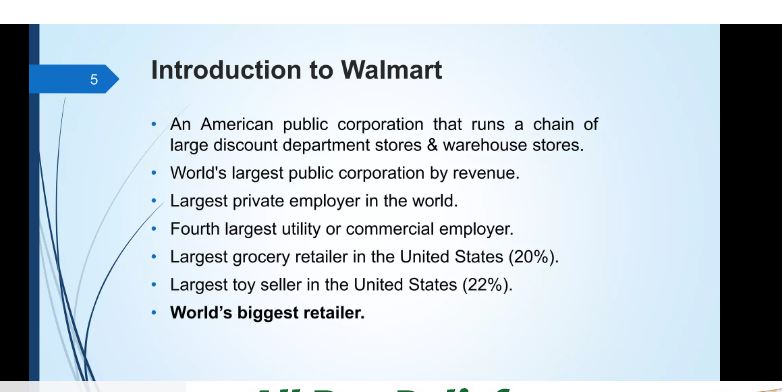 5
Introduction to Walmart
• An American public corporation that runs a chain of
large discount department stores & warehouse stores.
• World's largest public corporation by revenue.
• Largest private employer in the world.
• Fourth largest utility or commercial employer.
• Largest grocery retailer in the United States (20%).
• Largest toy seller in the United States (22%).
• World's biggest retailer.